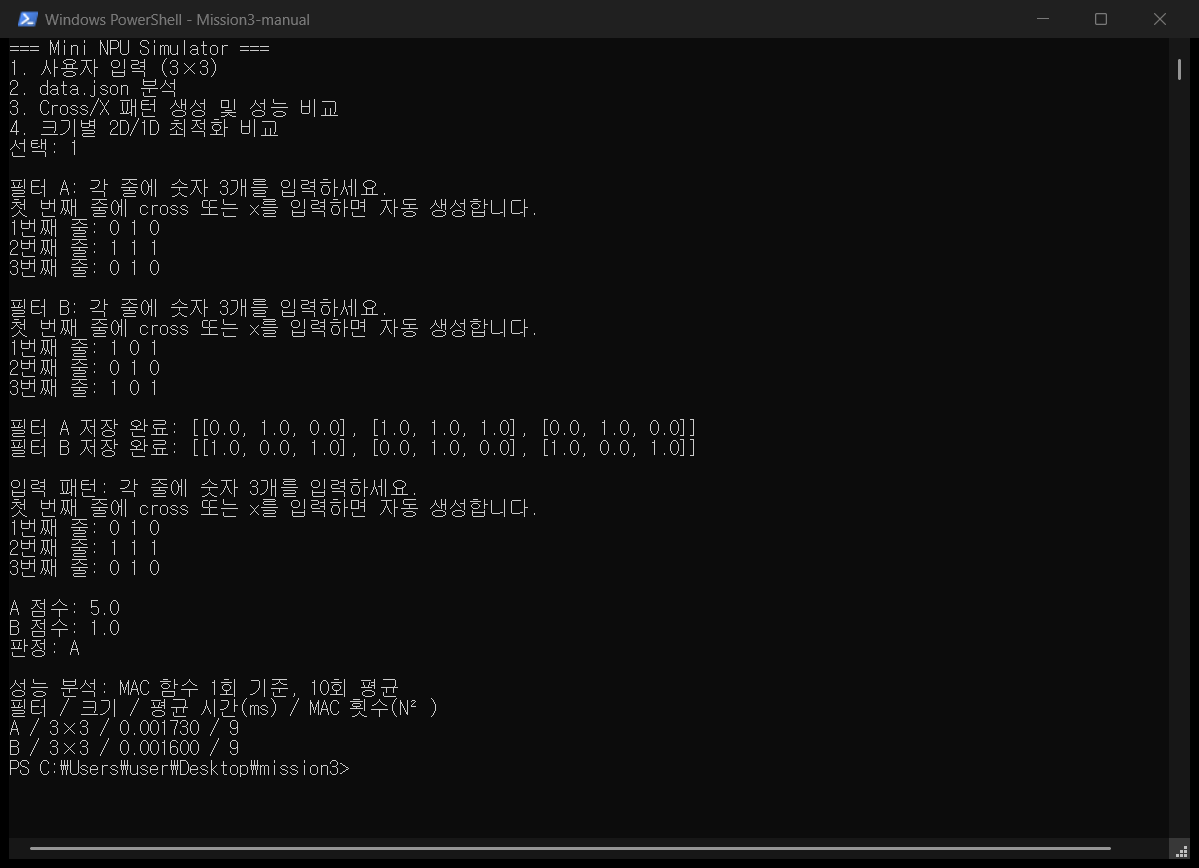 Windows PowerShell - Mission3-manual
=== Mini NPU Simulator ===
1. 사용자 입력 (3×3)
2. data.json 분석
3. Cross/X 패턴 생성 및 성능 비교
4. 크기별 2D/1D 최적화 비교
선택: 1
필터 A: 각 줄에 숫자 3개를 입력하세요.
첫 번째 줄에 cross 또는 x를 입력하면 자동 생성합니다.
1번째 줄: 0 1 0
2번째 줄: 1 1 1
3번째 줄: 0 1 0
필터 B: 각 줄에 숫자 3개를 입력하세요.
첫 번째 줄에 cross 또는 x를 입력하면 자동 생성합니다.
1번째 줄: 1 0 1
2번째 줄: 0 1 0
3번째 줄: 1 0 1
필터 A 저장 완료: [[0.0, 1.0, 0.0], [1.0, 1.0, 1.0], [0.0, 1.0, 0.0]]
필터 B 저장 완료: [[1.0, 0.0, 1.0], [0.0, 1.0, 0.0], [1.0, 0.0, 1.0]]
입력 패턴: 각 줄에 숫자 3개를 입력하세요.
첫 번째 줄에 cross 또는 x를 입력하면 자동 생성합니다.
1번째 줄: 0 1 0
2번째 줄: 1 1 1
3번째 줄: 0 1 0
A 점수: 5.0
B 점수: 1.0
판정: A
성능 분석: MAC 함수 1회 기준, 10회 평균
필터 / 크기 / 평균 시간(ms) / MAC 횟수(N² )
A / 3×3 / 0.001730 / 9
B / 3×3 / 0.001600 / 9
PS C:₩Users₩user₩Desktop₩mission3>